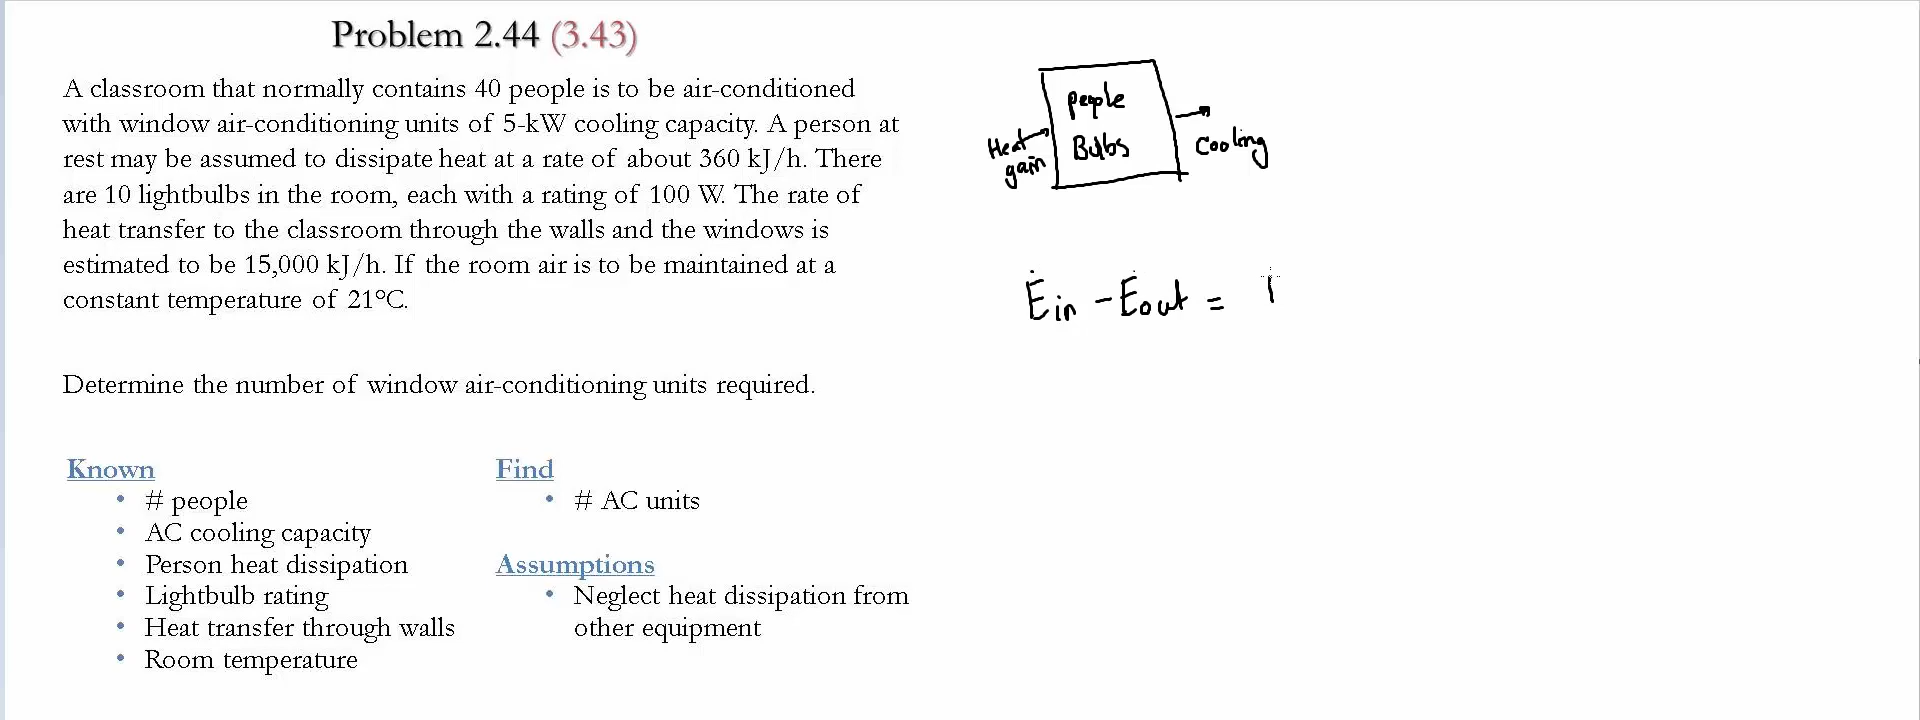 Problem 2.44 (3.43)
A classroom that normally contains 40 people is to be air-conditioned
with window air-conditioning units of 5-kW cooling capacity. A person at
rest may be assumed to dissipate heat at a rate of about 360 kJ/h. There
are 10 lightbulbs in the room, each with a rating of 100 W. The rate of
heat transfer to the classroom through the walls and the windows is
estimated to be 15,000 kJ/h. If the room air is to be maintained at a
constant temperature of 21°C.
Determine the number of window air-conditioning units required.
Known
• # people
• AC cooling capacity
• Person heat dissipation
• Lightbulb rating
• Heat transfer through walls
• Room temperature
Find
• # AC units
Assumptions
• Neglect heat dissipation from
other equipment
people
Bulbs
Heat
gain
Cooling
Ėin - Ėout =